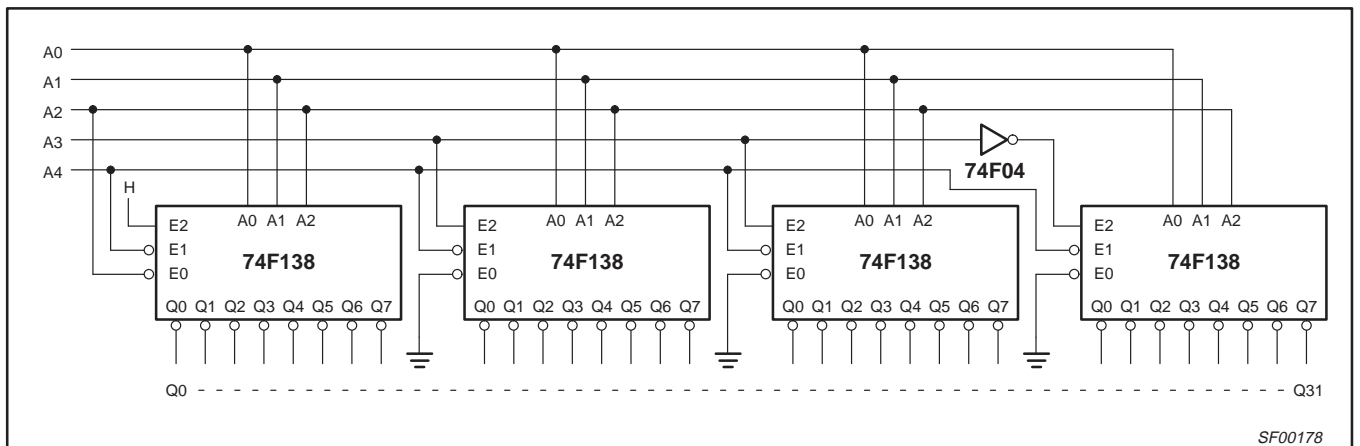 A0
A1
A2
A3
A4
H
74F04
E2 A0 A1 A2 E2 A0 A1 A2 E2 A0 A1 A2 E2 A0 A1 A2
E1 E1 E1 E1
74F138 74F138 74F138 74F138
E0 E0 E0 E0
Q0 Q1 Q2 Q3 Q4 Q5 Q6 Q7 Q0 Q1 Q2 Q3 Q4 Q5 Q6 Q7 Q0 Q1 Q2 Q3 Q4 Q5 Q6 Q7 Q0 Q1 Q2 Q3 Q4 Q5 Q6 Q7
Q0 Q31
SF00178